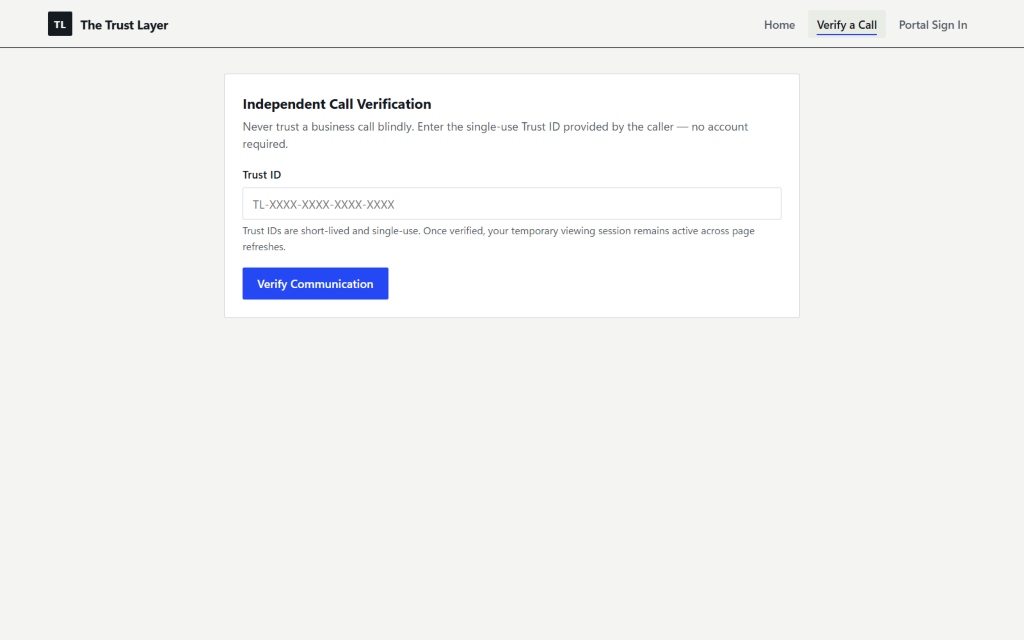 TL The Trust Layer
Home Verify a Call Portal Sign In
Independent Call Verification
Never trust a business call blindly. Enter the single-use Trust ID provided by the caller — no account
required.
Trust ID
TL-XXXX-XXXX-XXXX-XXXX
Trust IDs are short-lived and single-use. Once verified, your temporary viewing session remains active across page
refreshes.
Verify Communication